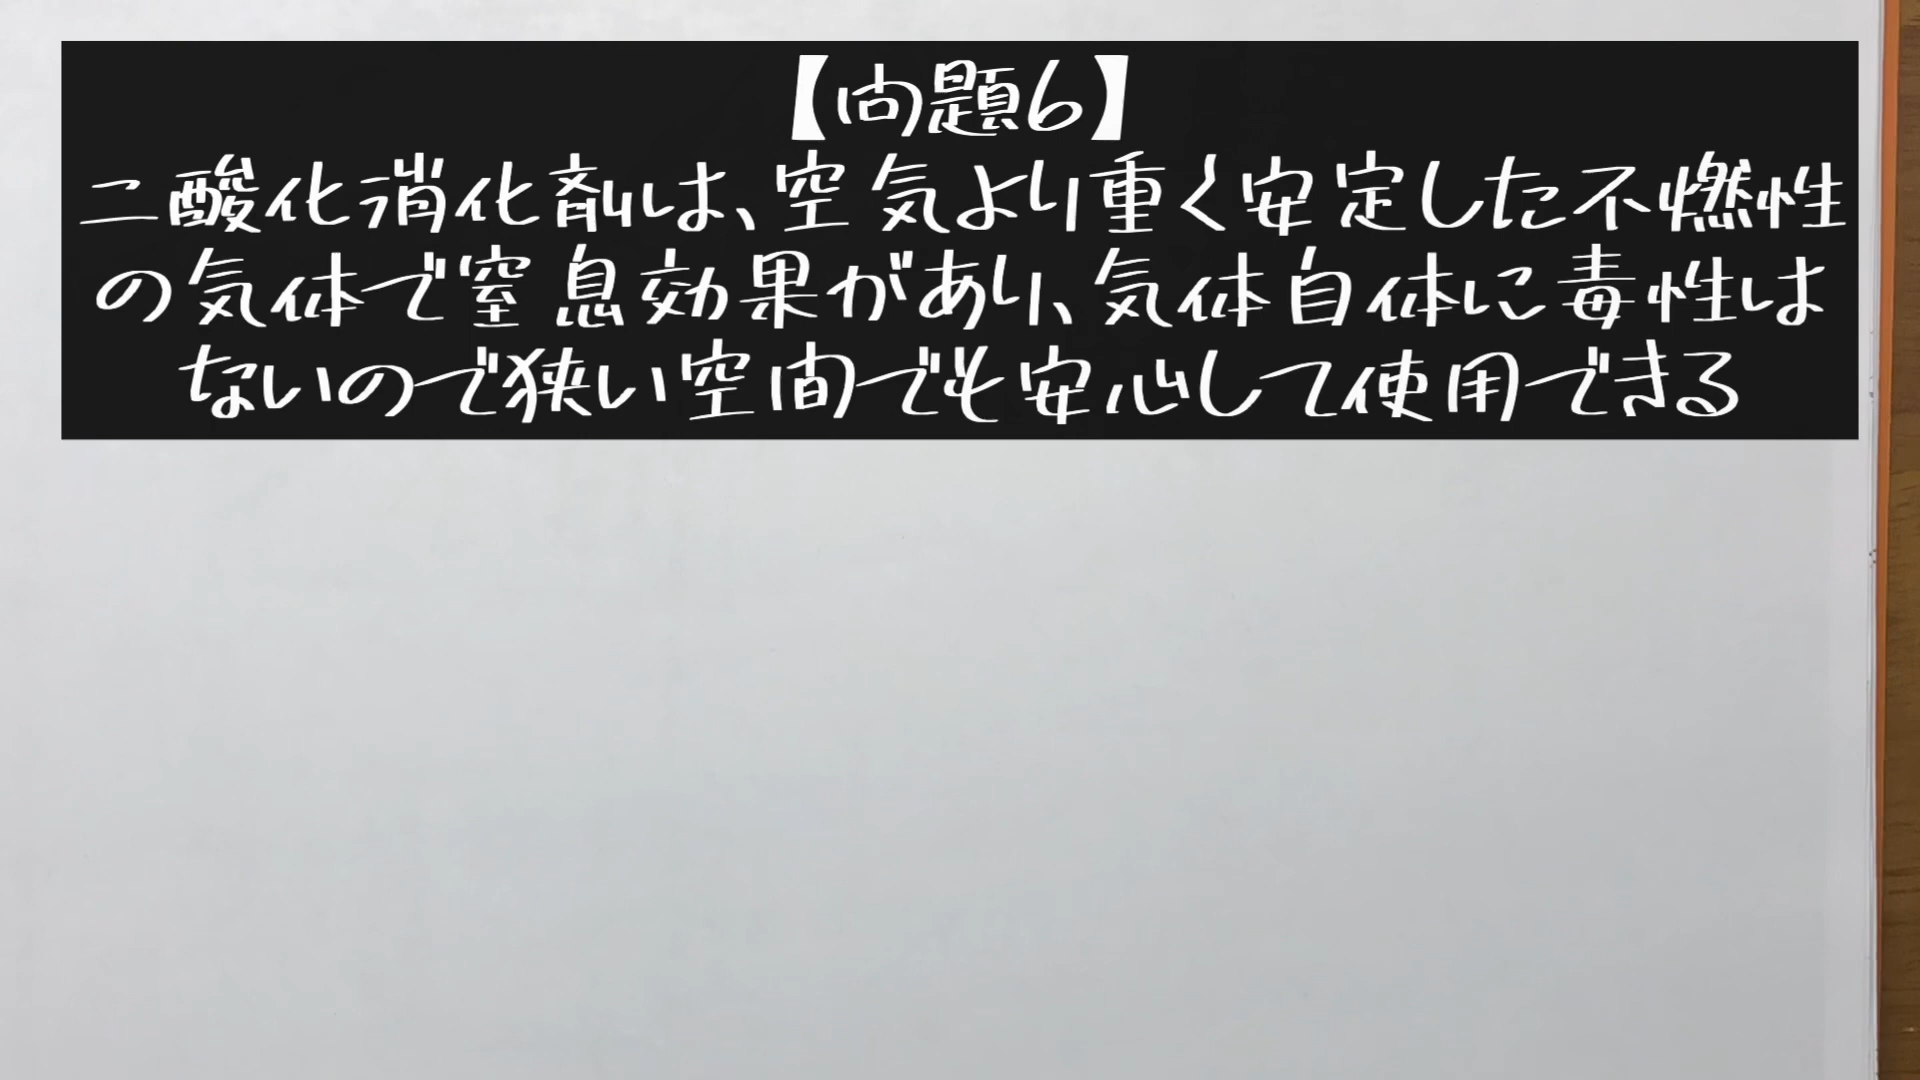 【問題6】
二酸化消化剤は、空気より重く安定した不燃性
の気体で窒息効果があり、気体自体に毒性は
ないので狭い空間でも安心して使用できる